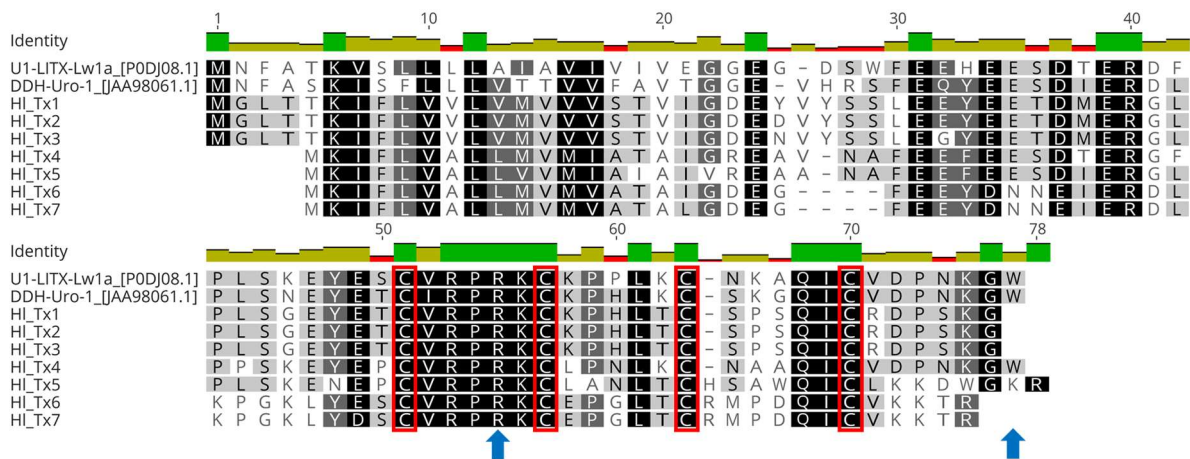 1 10 20 30 40
Identity
U1-LITX-Lw1a_[P0DJ08.1] M N F A T K V S L L L L A I A V I V I V E G G E G - D S W F E E H E E S D T E R D F
DDH-Uro-1_[JAA98061.1] M N F A S K I S F L L L V T T V V F A V T G G E - V H R S F E Q Y E E S D I E R D L
Hl_Tx1 M G L T T K I F L V V L V M V V V S T V I G D E Y V Y S S L E E Y E E T D M E R G L
Hl_Tx2 M G L T T K I F L V V L V M V V V S T V I G D E D V Y S S L E E Y E E T D M E R G L
Hl_Tx3 M G L T T K I F L V V L V M V V V S T V I G D E N V Y S S L E G Y E E T D M E R G L
Hl_Tx4 M K I F L V A L L M V M I A T A I G R E A V - N A F E E F E E S D T E R G F
Hl_Tx5 M K I F L V A L L V V M I A I A I V R E A A - N A F E E F E E S D I E R D L
Hl_Tx6 M K I F L V A L L M V M V A T A I G D E G - - - - F E E Y D N N E I E R D L
Hl_Tx7 M K I F L V A L L M V M V A T A L G D E G - - - - F E E Y D N N E I E R D L
50 60 70 78
Identity
U1-LITX-Lw1a_[P0DJ08.1] P L S K E Y E S C V R P R K C K P P L K C - N K A Q I C V D P N K G W
DDH-Uro-1_[JAA98061.1] P L S N E Y E T C I R P R K C K P H L K C - S K G Q I C V D P N K G W
Hl_Tx1 P L S G E Y E T C V R P R K C K P H L T C - S P S Q I C R D P S K G
Hl_Tx2 P L S G E Y E T C V R P R K C K P H L T C - S P S Q I C R D P S K G
Hl_Tx3 P L S G E Y E T C V R P R K C K P H L T C - S P S Q I C R D P S K G
Hl_Tx4 P P S K E Y E P C V R P R K C L P N L K C - N A A Q I C V D P N K G W
Hl_Tx5 P L S K E N E P C V R P R K C L A N L T C H S A W Q I C L K K D W G K R
Hl_Tx6 K P G K L Y E S C V R P R K C E P G L T C R M P D Q I C V K K T R
Hl_Tx7 K P G K L Y D S C V R P R K C E P G L T C R M P D Q I C V K K T R